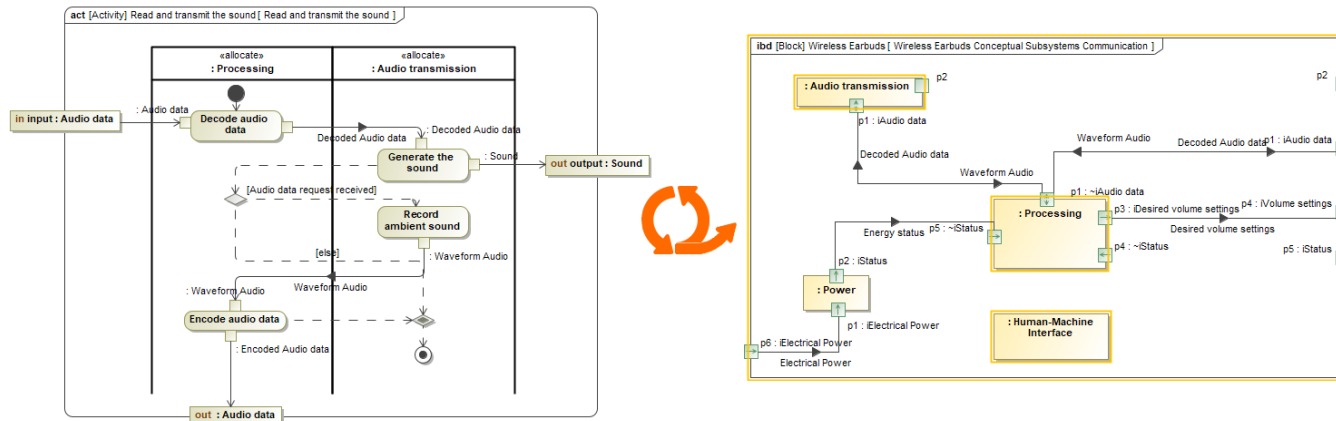 act [Activity] Read and transmit the sound [ Read and transmit the sound ]
«allocate»
: Processing
«allocate»
: Audio transmission
in input : Audio data
: Audio data
Decode audio
data
Decoded Audio data
: Decoded Audio data
Generate the
sound
: Sound
out output : Sound
[Audio data request received]
Record
ambient sound
[else]
: Waveform Audio
Waveform Audio
: Waveform Audio
Encode audio data
: Encoded Audio data
out : Audio data
ibd [Block] Wireless Earbuds [ Wireless Earbuds Conceptual Subsystems Communication ]
: Audio transmission
p2
p2
p1 : iAudio data
Waveform Audio
Decoded Audio data
p1 : iAudio data
Decoded Audio data
Waveform Audio
p1 : ~iAudio data
: Processing
p3 : iDesired volume settings
p4 : iVolume settings
Desired volume settings
Energy status
p5 : ~iStatus
p4 : ~iStatus
p5 : iStatus
p2 : iStatus
: Power
p1 : iElectrical Power
: Human-Machine
Interface
p6 : iElectrical Power
Electrical Power